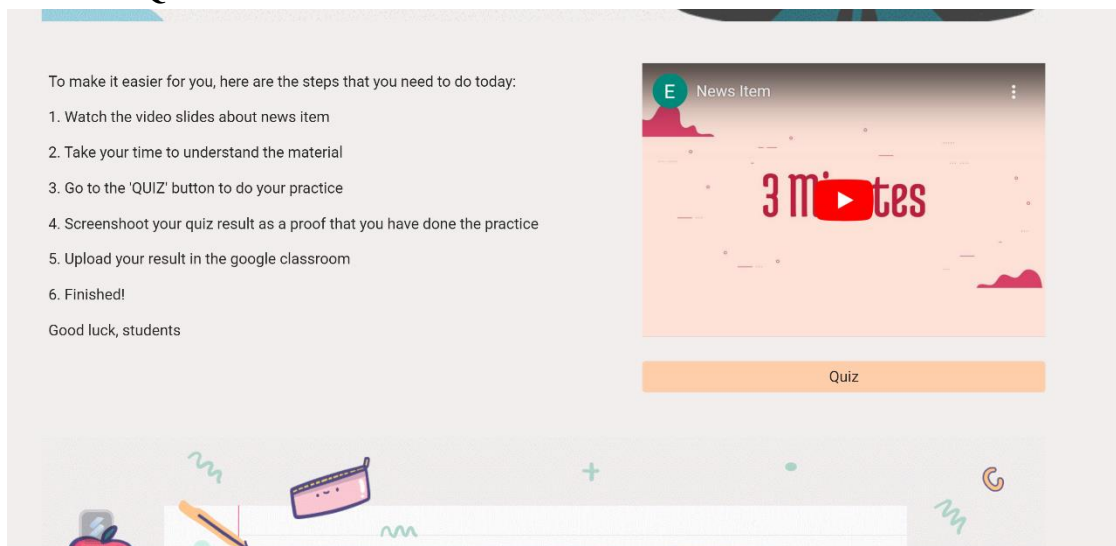 To make it easier for you, here are the steps that you need to do today:
1. Watch the video slides about news item
2. Take your time to understand the material
3. Go to the 'QUIZ' button to do your practice
4. Screenshoot your quiz result as a proof that you have done the practice
5. Upload your result in the google classroom
6. Finished!
Good luck, students
E News Item
3
Quiz